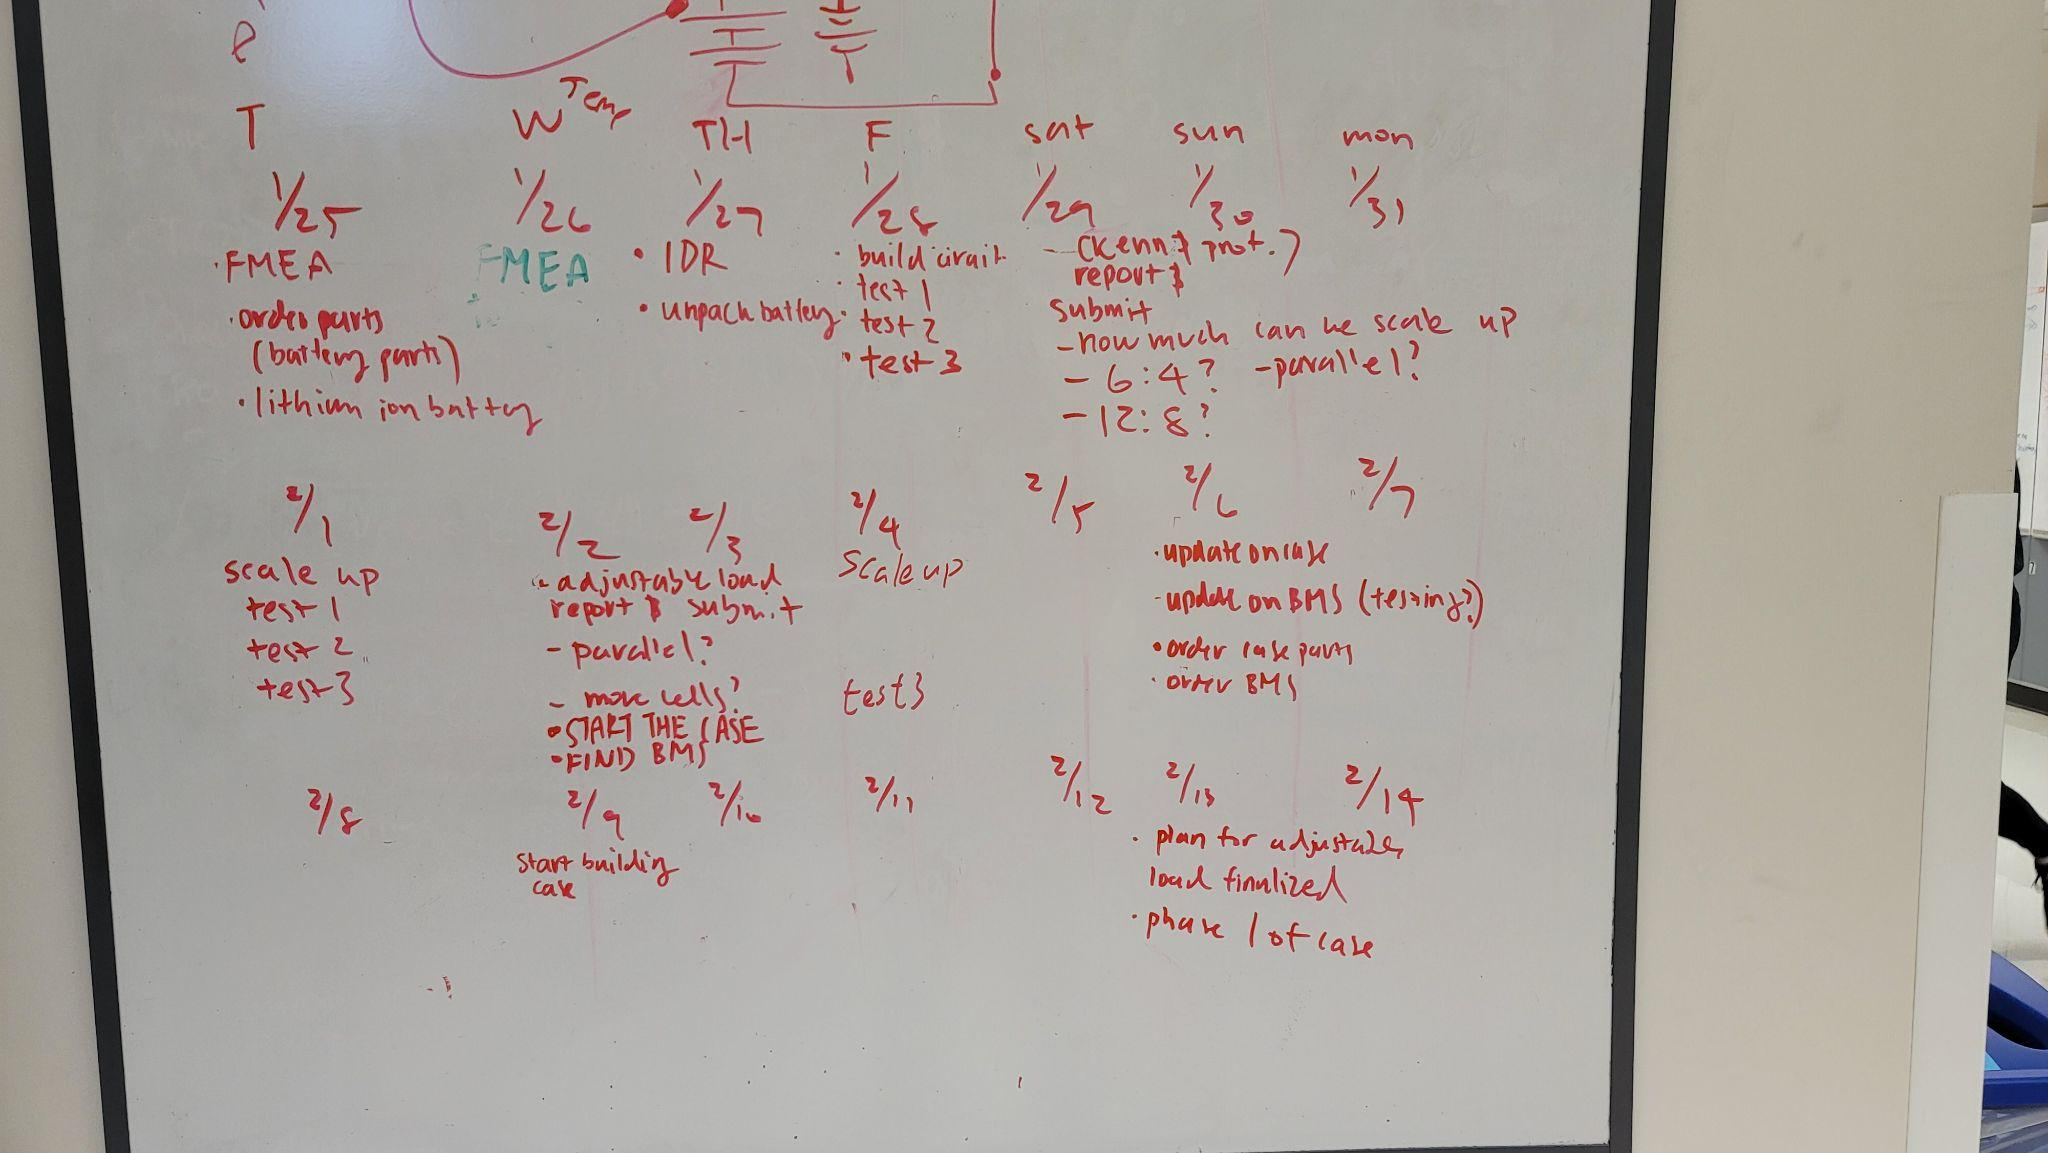 e
T W Temp TH F sat sun mon
1/25 1/26 1/27 1/28 1/29 1/30 1/31
·FMEA
·order parts
(battery parts)
·lithium ion battery
FMEA
• IDR
• unpack battery
· build cirait
· test 1
· test 2
· test 3
- (Kenn prot.)
report
submit
-how much can we scale up
- 6:4? -parallel?
- 12:8?
2/1 2/2 2/3 2/4 2/5 2/6 2/7
scale up
test 1
test 2
test 3
- adjustable load
report & submit
- parallel?
- more cells?
•START THE CASE
•FIND BMS
Scale up
test 3
·update on case
-update on BMS (testing?)
•order case parts
·order BMS
2/8 2/9 2/10 2/11 2/12 2/13 2/14
start building
case
· plan for adjustable
load finalized
· phase 1 of case